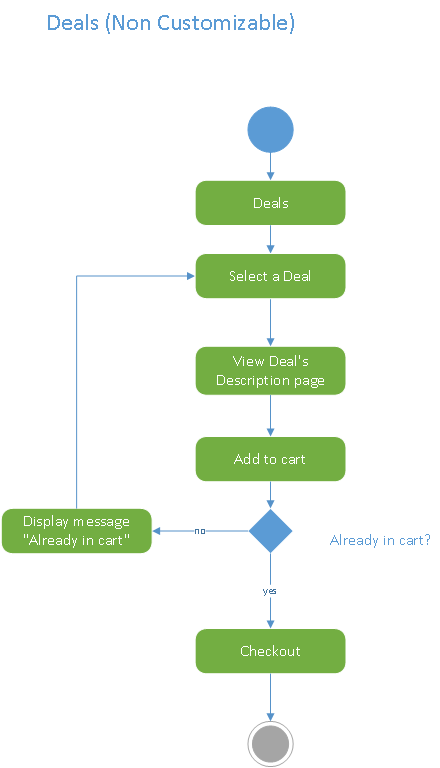 Deals (Non Customizable)
Deals
Select a Deal
View Deal's
Description page
Add to cart
Display message
"Already in cart"
no
Already in cart?
yes
Checkout